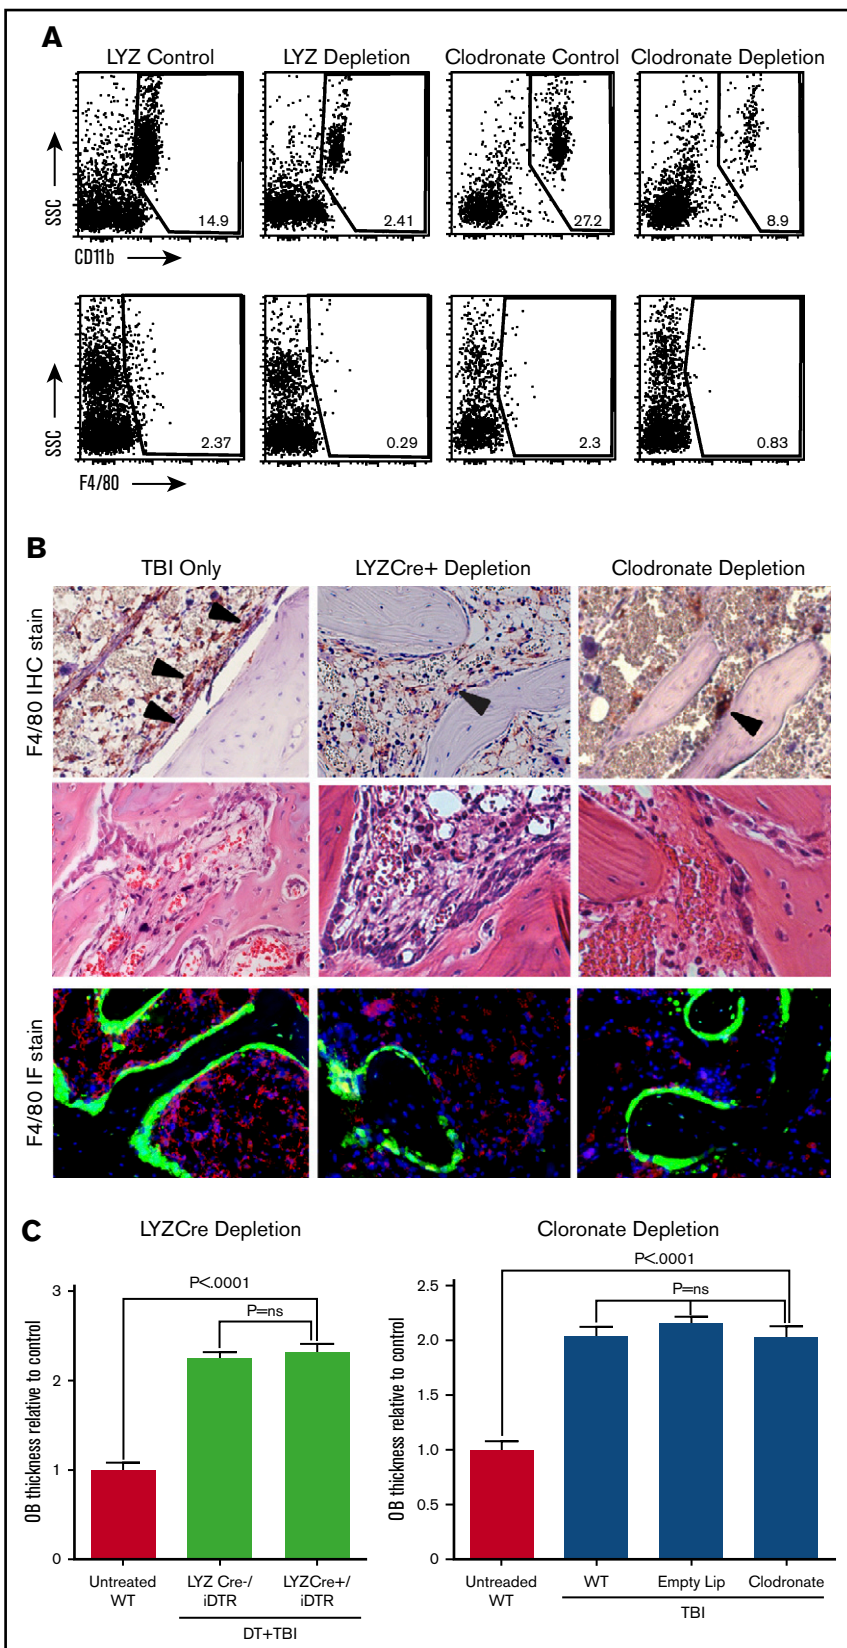 A
LYZ Control LYZ Depletion Clodronate Control Clodronate Depletion
SSC
14.9 2.41 27.2 8.9
CD11b
SSC
2.37 0.29 2.3 0.83
F4/80
B
TBI Only LYZCre+ Depletion Clodronate Depletion
F4/80 IHC stain
F4/80 IF stain
C
LYZCre Depletion
P<.0001
P=ns
OB thickness relative to control
3
2
1
0
Untreated WT
LYZ Cre-/ iDTR
LYZCre+/ iDTR
DT+TBI
Cloronate Depletion
P<.0001
P=ns
OB thickness relative to control
2.5
2.0
1.5
1.0
0.5
0
Untreaded WT
WT Empty Lip Clodronate
TBI